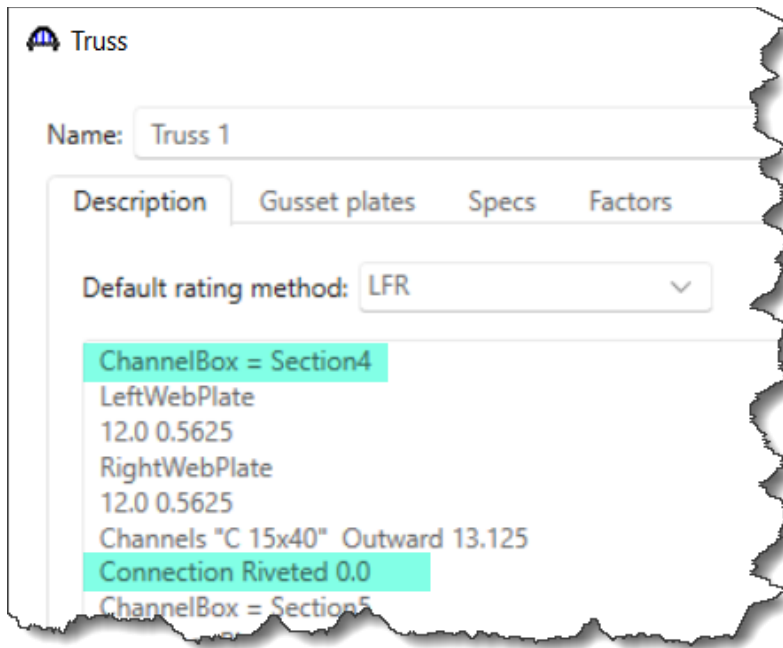 Truss
Name: Truss 1
Description Gusset plates Specs Factors
Default rating method: LFR
ChannelBox = Section4
LeftWebPlate
12.0 0.5625
RightWebPlate
12.0 0.5625
Channels "C 15x40" Outward 13.125
Connection Riveted 0.0
ChannelBox = Section5